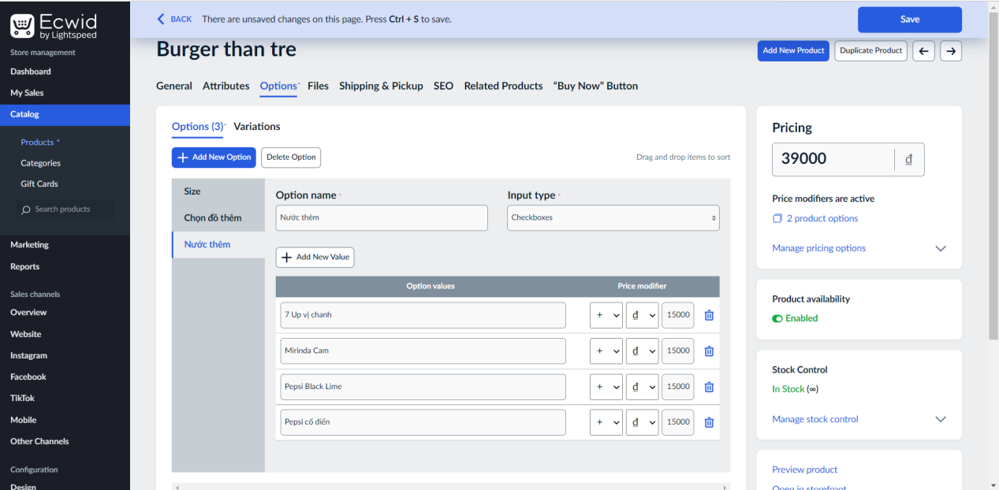 Ecwid
by Lightspeed
Store management
Dashboard
My Sales
Catalog
Products *
Categories
Gift Cards
Search products
Marketing
Reports
Sales channels
Overview
Website
Instagram
Facebook
TikTok
Mobile
Other Channels
Configuration
Design
BACK There are unsaved changes on this page. Press Ctrl + S to save. Save
Burger than tre
Add New Product Duplicate Product ← →
General Attributes Options* Files Shipping & Pickup SEO Related Products “Buy Now” Button
Options (3)* Variations
+ Add New Option Delete Option Drag and drop items to sort
Size
Chọn đồ thêm
Nước thêm
Option name * Input type *
Nước thêm Checkboxes
+ Add New Value
Option values Price modifier
7 Up vị chanh + ₫ 15000
Mirinda Cam + ₫ 15000
Pepsi Black Lime + ₫ 15000
Pepsi cổ điển + ₫ 15000
Pricing
39000 ₫
Price modifiers are active
2 product options
Manage pricing options
Product availability
Enabled
Stock Control
In Stock (∞)
Manage stock control
Preview product
Open in storefront